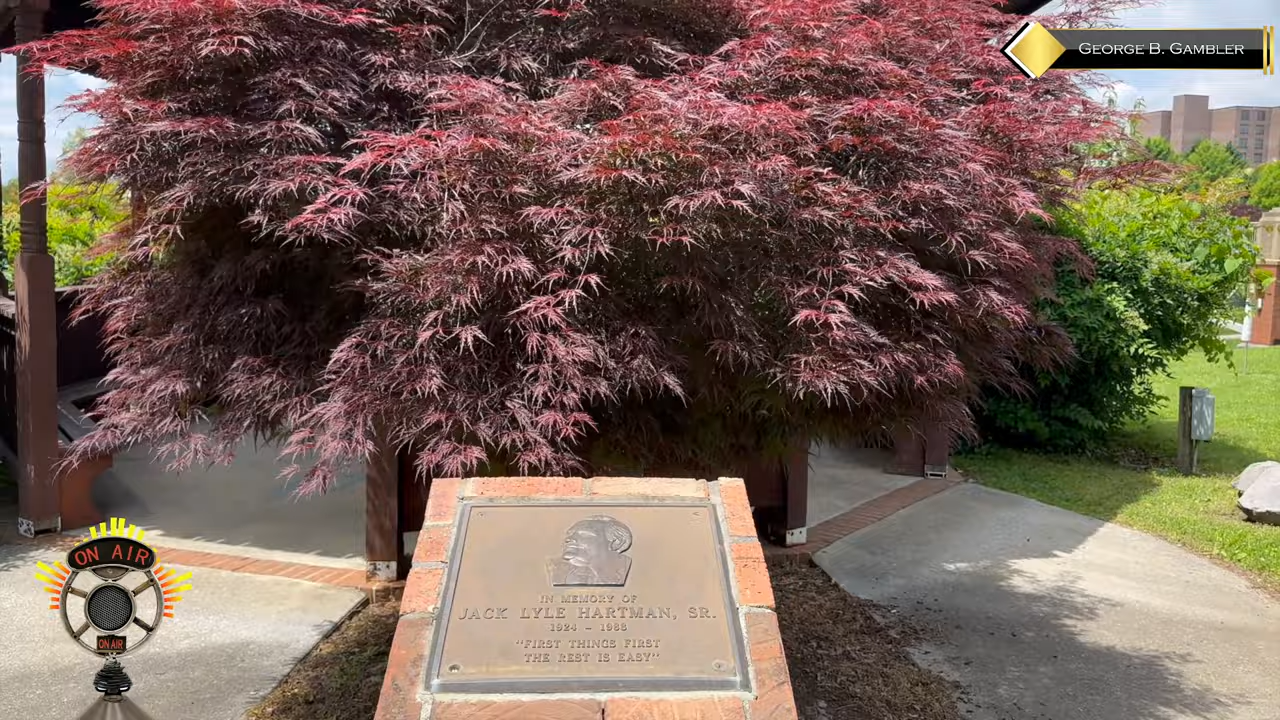 George B. Gambler
ON AIR
ON AIR
IN MEMORY OF
JACK LYLE HARTMAN, SR.
1924 - 1988
"FIRST THINGS FIRST
THE REST IS EASY"